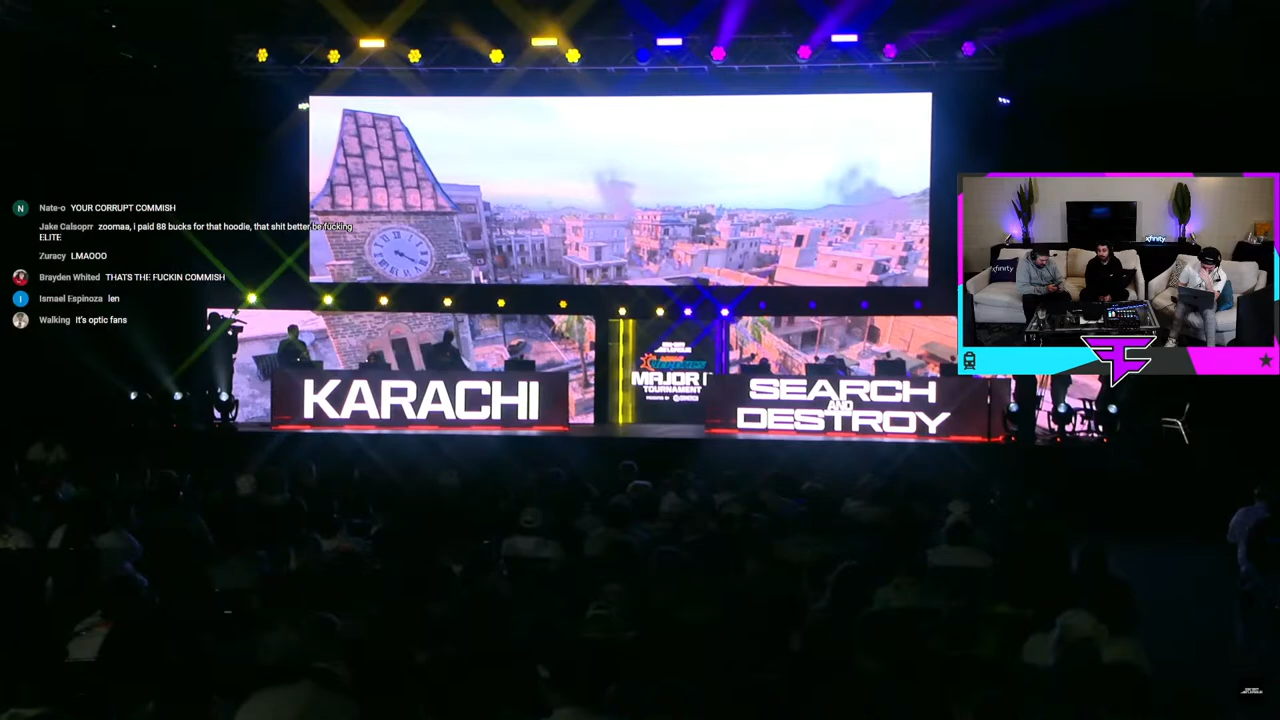 N
Nate-o YOUR CORRUPT COMMISH
Jake Calsoprr zoomaa, i paid 88 bucks for that hoodie, that shit better be fucking
ELITE
Zuracy LMAOOO
Brayden Whited THATS THE FUCKIN COMMISH
I
Ismael Espinoza len
Walking It's optic fans
xfinity
xfinity
KARACHI
MAJOR I
TOURNAMENT
SEARCH
AND
DESTROY